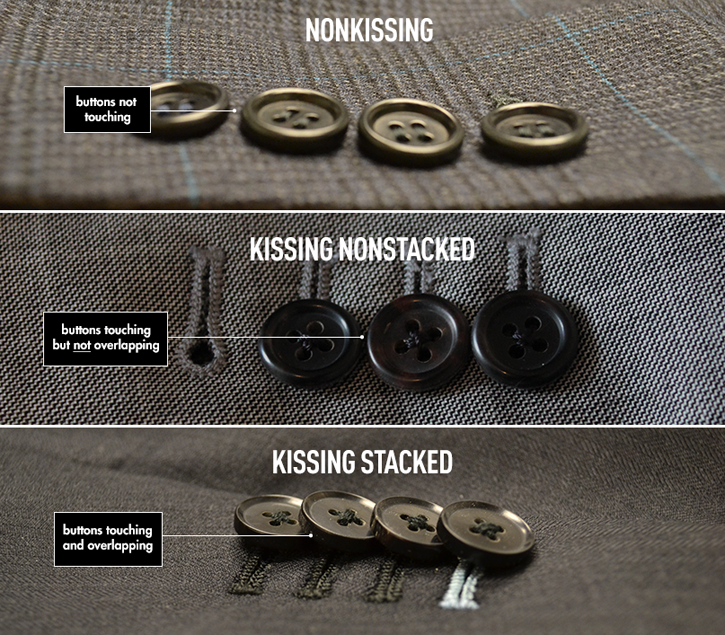 NONKISSING
buttons not
touching
KISSING NONSTACKED
buttons touching
but not overlapping
KISSING STACKED
buttons touching
and overlapping